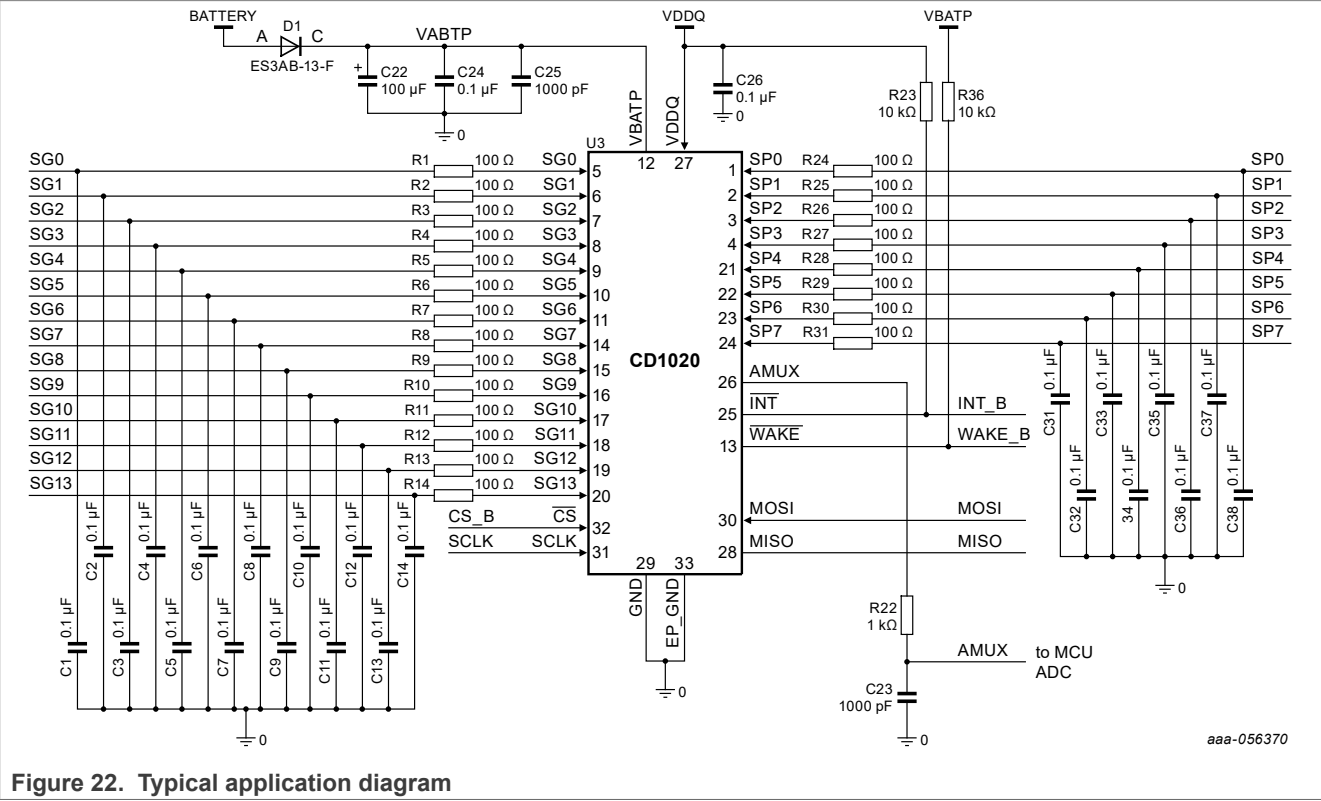 BATTERY
A D1 C
ES3AB-13-F
VABTP
+ C22
100 µF
C24
0.1 µF
C25
1000 pF
0
VBATP
VDDQ
VDDQ
C26
0.1 µF
0
VBATP
R23
10 kΩ
R36
10 kΩ
U3
12 27
SG0 R1 100 Ω SG0 5
SG1 R2 100 Ω SG1 6
SG2 R3 100 Ω SG2 7
SG3 R4 100 Ω SG3 8
SG4 R5 100 Ω SG4 9
SG5 R6 100 Ω SG5 10
SG6 R7 100 Ω SG6 11
SG7 R8 100 Ω SG7 14
SG8 R9 100 Ω SG8 15
SG9 R10 100 Ω SG9 16
SG10 R11 100 Ω SG10 17
SG11 R12 100 Ω SG11 18
SG12 R13 100 Ω SG12 19
SG13 R14 100 Ω SG13 20
CS_B CS 32
SCLK SCLK 31
CD1020
1 SP0 R24 100 Ω SP0
2 SP1 R25 100 Ω SP1
3 SP2 R26 100 Ω SP2
4 SP3 R27 100 Ω SP3
21 SP4 R28 100 Ω SP4
22 SP5 R29 100 Ω SP5
23 SP6 R30 100 Ω SP6
24 SP7 R31 100 Ω SP7
26 AMUX
25 INT INT_B
13 WAKE WAKE_B
30 MOSI MOSI
28 MISO MISO
29 33
GND
EP_GND
0
C2 0.1 µF
C4 0.1 µF
C6 0.1 µF
C8 0.1 µF
C10 0.1 µF
C12 0.1 µF
C14 0.1 µF
C1 0.1 µF
C3 0.1 µF
C5 0.1 µF
C7 0.1 µF
C9 0.1 µF
C11 0.1 µF
C13 0.1 µF
0
C31 0.1 µF
C33 0.1 µF
C35 0.1 µF
C37 0.1 µF
C32 0.1 µF
34 0.1 µF
C36 0.1 µF
C38 0.1 µF
0
R22
1 kΩ
AMUX to MCU
ADC
C23
1000 pF
0
aaa-056370
Figure 22. Typical application diagram